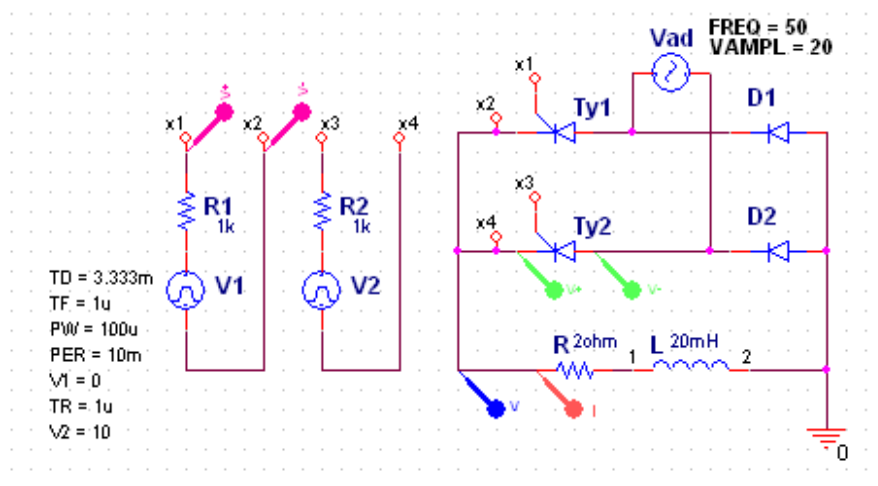 FREQ = 50
VAMPL = 20
Vad
x1
x2
Ty1
D1
x1
x2
x3
x4
R1
1k
R2
1k
x3
x4
Ty2
D2
V1
V2
V+
V-
TD = 3.333m
TF = 1u
PW = 100u
PER = 10m
V1 = 0
TR = 1u
V2 = 10
R 2ohm
1
L 20mH
2
V
I
0